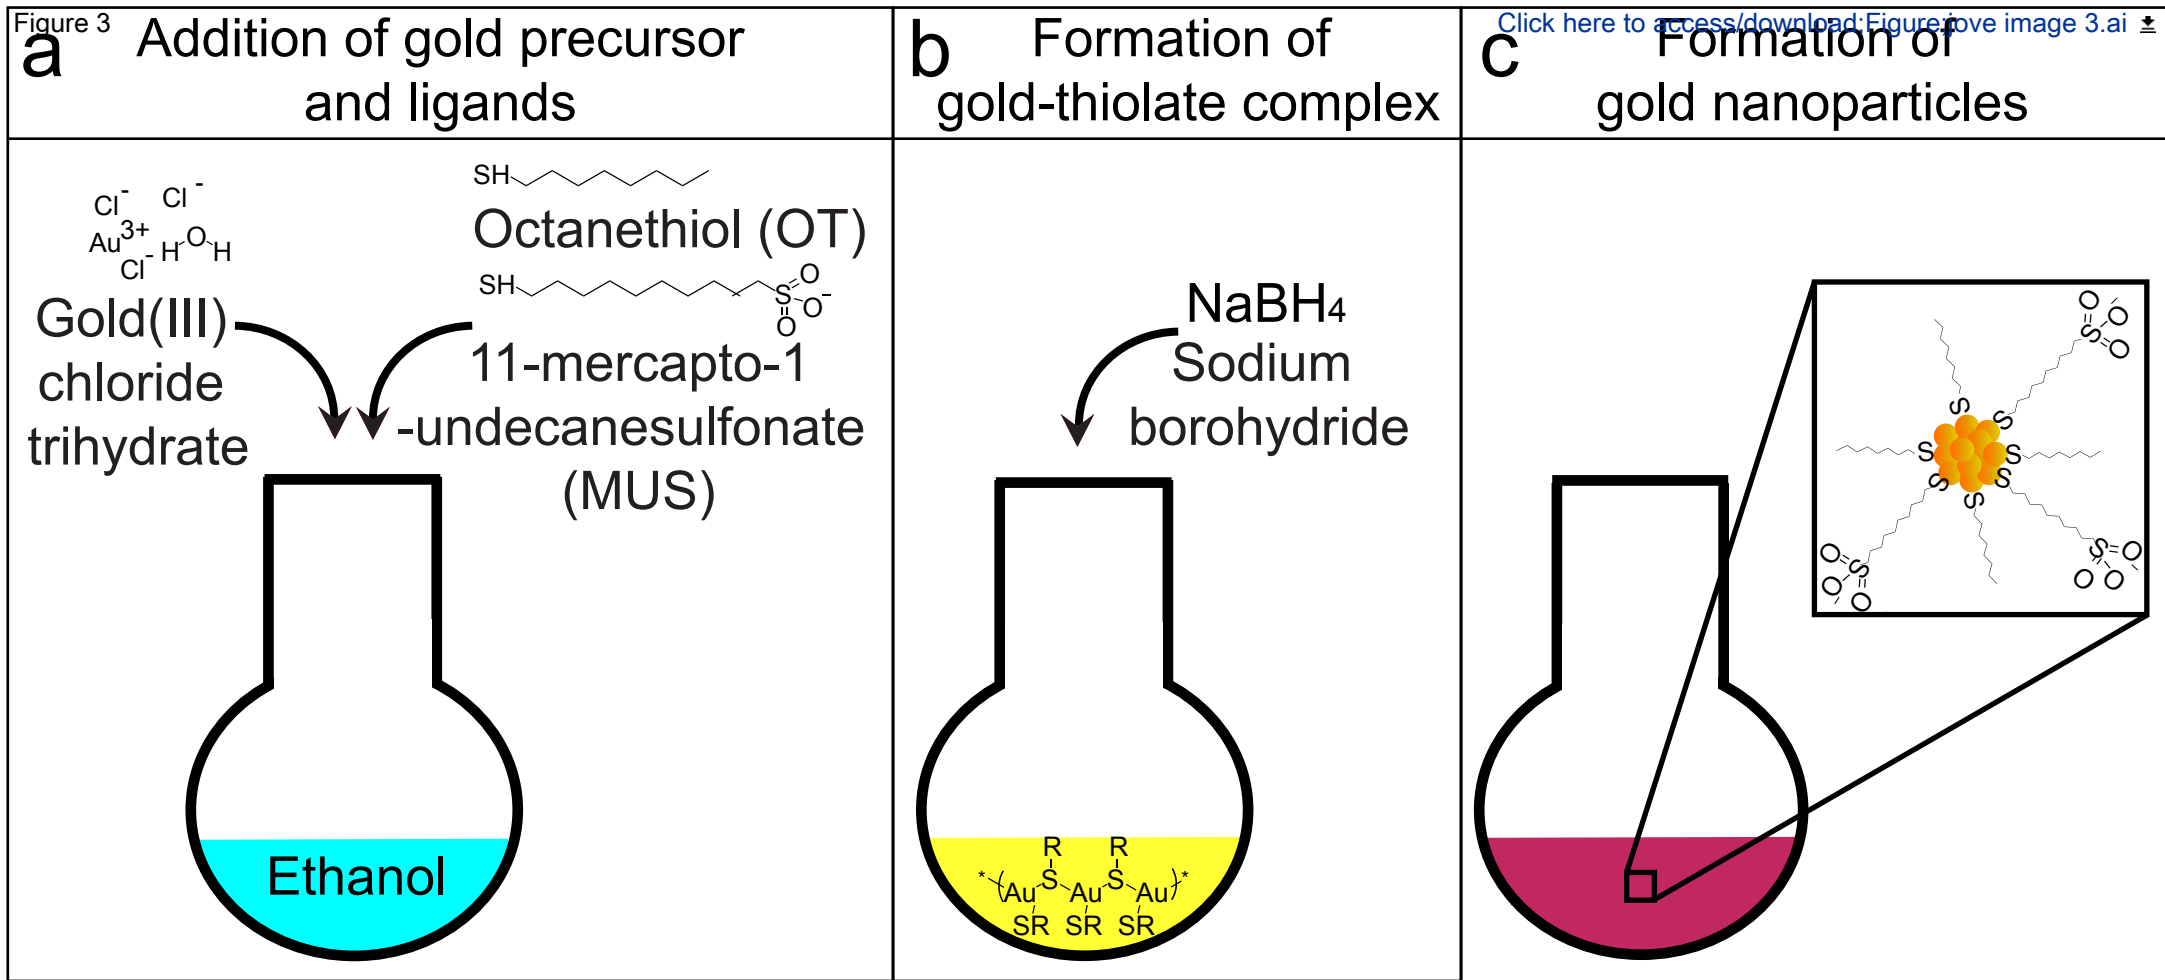 Figure 3
Click here to access/download;Figure;jove image 3.ai
a
Addition of gold precursor
and ligands
b
Formation of
gold-thiolate complex
c
Formation of
gold nanoparticles
Cl-
Cl-
Au3+
H O H
Cl-
Gold(III)
chloride
trihydrate
SH
Octanethiol (OT)
SH
S
O
O-
O
11-mercapto-1
-undecanesulfonate
(MUS)
Ethanol
NaBH4
Sodium
borohydride
R R
* ( Au S Au S Au ) *
SR SR SR
S
S
S
S
S
S
S
S
O
O
O
S
O
O
O
S
O
O
O